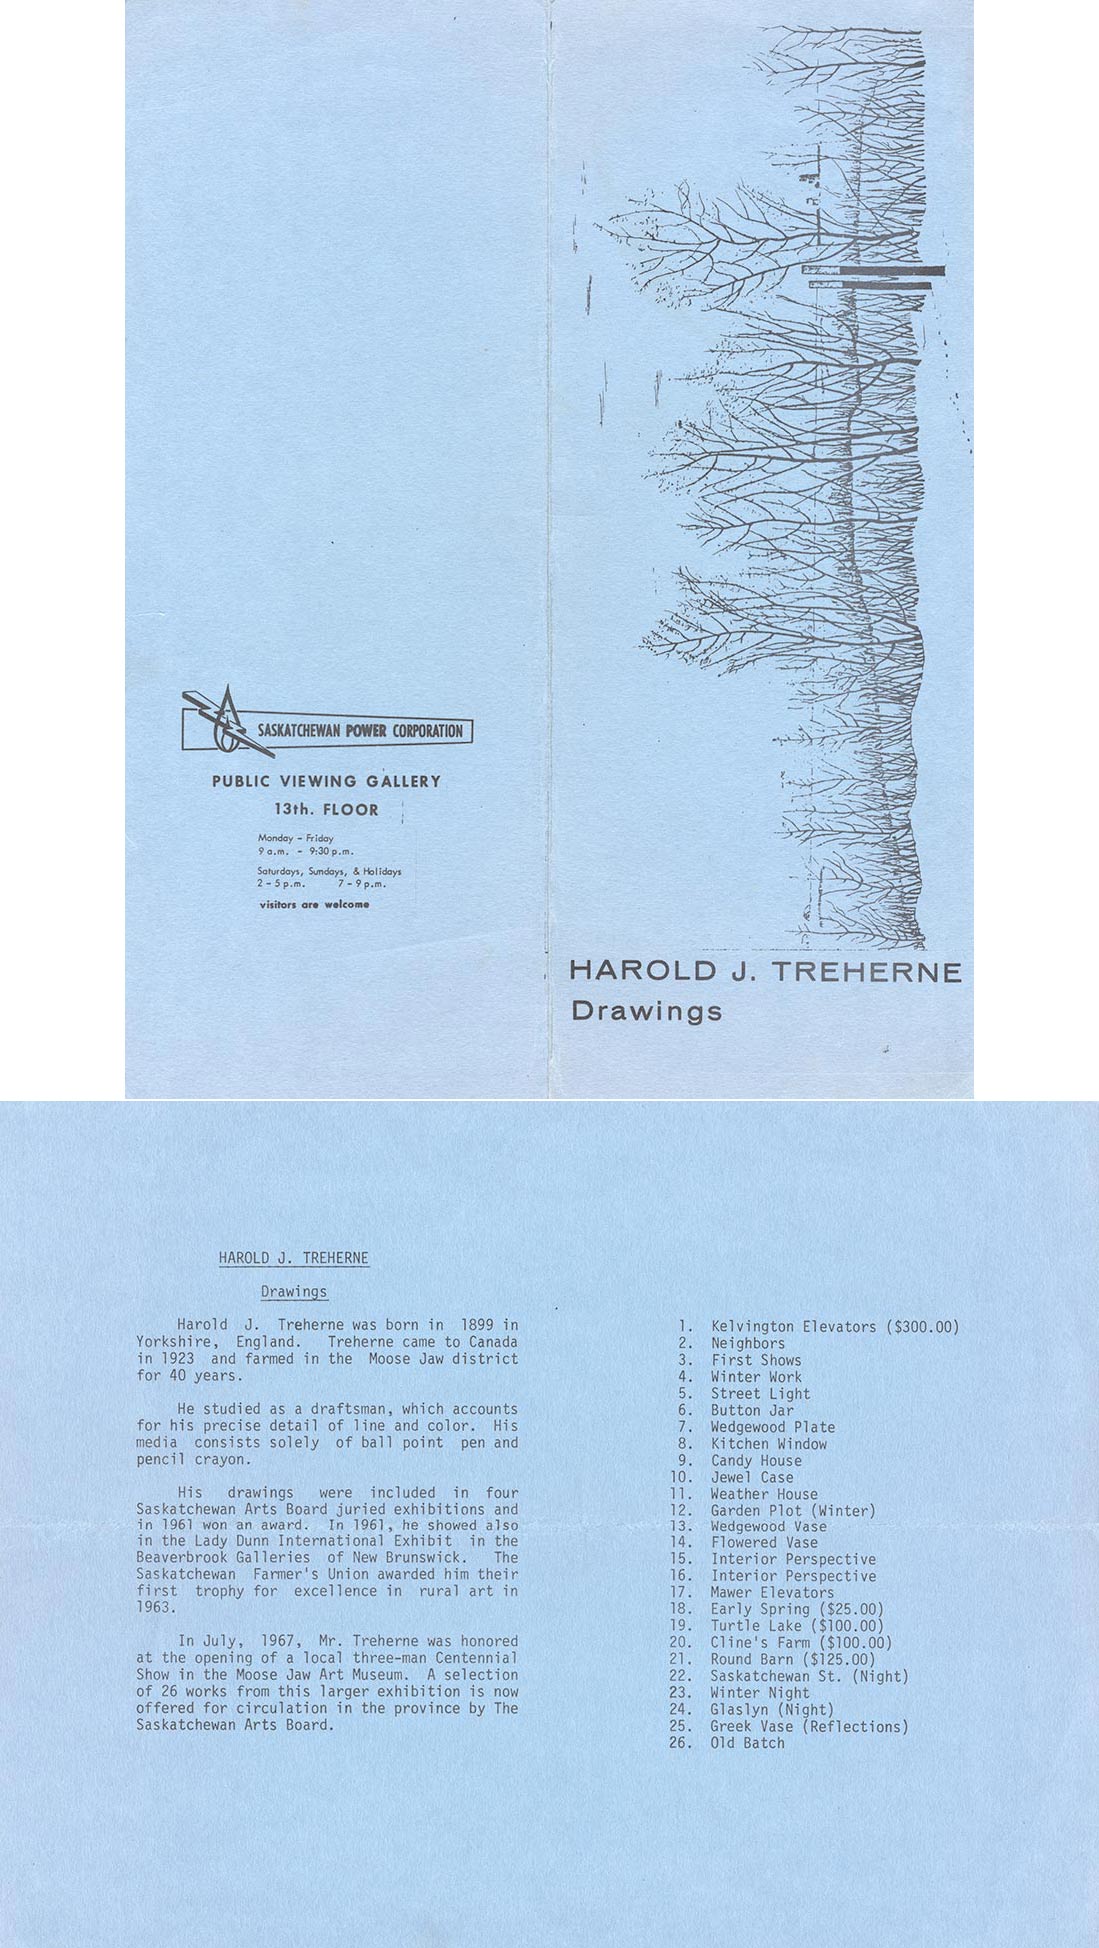 SASKATCHEWAN POWER CORPORATION
PUBLIC VIEWING GALLERY
13th. FLOOR
Monday - Friday
9 a.m. - 9:30 p.m.
Saturdays, Sundays, & Holidays
2 - 5 p.m. 7 - 9 p.m.
visitors are welcome
HAROLD J. TREHERNE
Drawings
HAROLD J. TREHERNE
Drawings
Harold J. Treherne was born in 1899 in
Yorkshire, England. Treherne came to Canada
in 1923 and farmed in the Moose Jaw district
for 40 years.
He studied as a draftsman, which accounts
for his precise detail of line and color. His
media consists solely of ball point pen and
pencil crayon.
His drawings were included in four
Saskatchewan Arts Board juried exhibitions and
in 1961 won an award. In 1961, he showed also
in the Lady Dunn International Exhibit in the
Beaverbrook Galleries of New Brunswick. The
Saskatchewan Farmer's Union awarded him their
first trophy for excellence in rural art in
1963.
In July, 1967, Mr. Treherne was honored
at the opening of a local three-man Centennial
Show in the Moose Jaw Art Museum. A selection
of 26 works from this larger exhibition is now
offered for circulation in the province by The
Saskatchewan Arts Board.
1. Kelvington Elevators ($300.00)
2. Neighbors
3. First Shows
4. Winter Work
5. Street Light
6. Button Jar
7. Wedgewood Plate
8. Kitchen Window
9. Candy House
10. Jewel Case
11. Weather House
12. Garden Plot (Winter)
13. Wedgewood Vase
14. Flowered Vase
15. Interior Perspective
16. Interior Perspective
17. Mawer Elevators
18. Early Spring ($25.00)
19. Turtle Lake ($100.00)
20. Cline's Farm ($100.00)
21. Round Barn ($125.00)
22. Saskatchewan St. (Night)
23. Winter Night
24. Glaslyn (Night)
25. Greek Vase (Reflections)
26. Old Batch